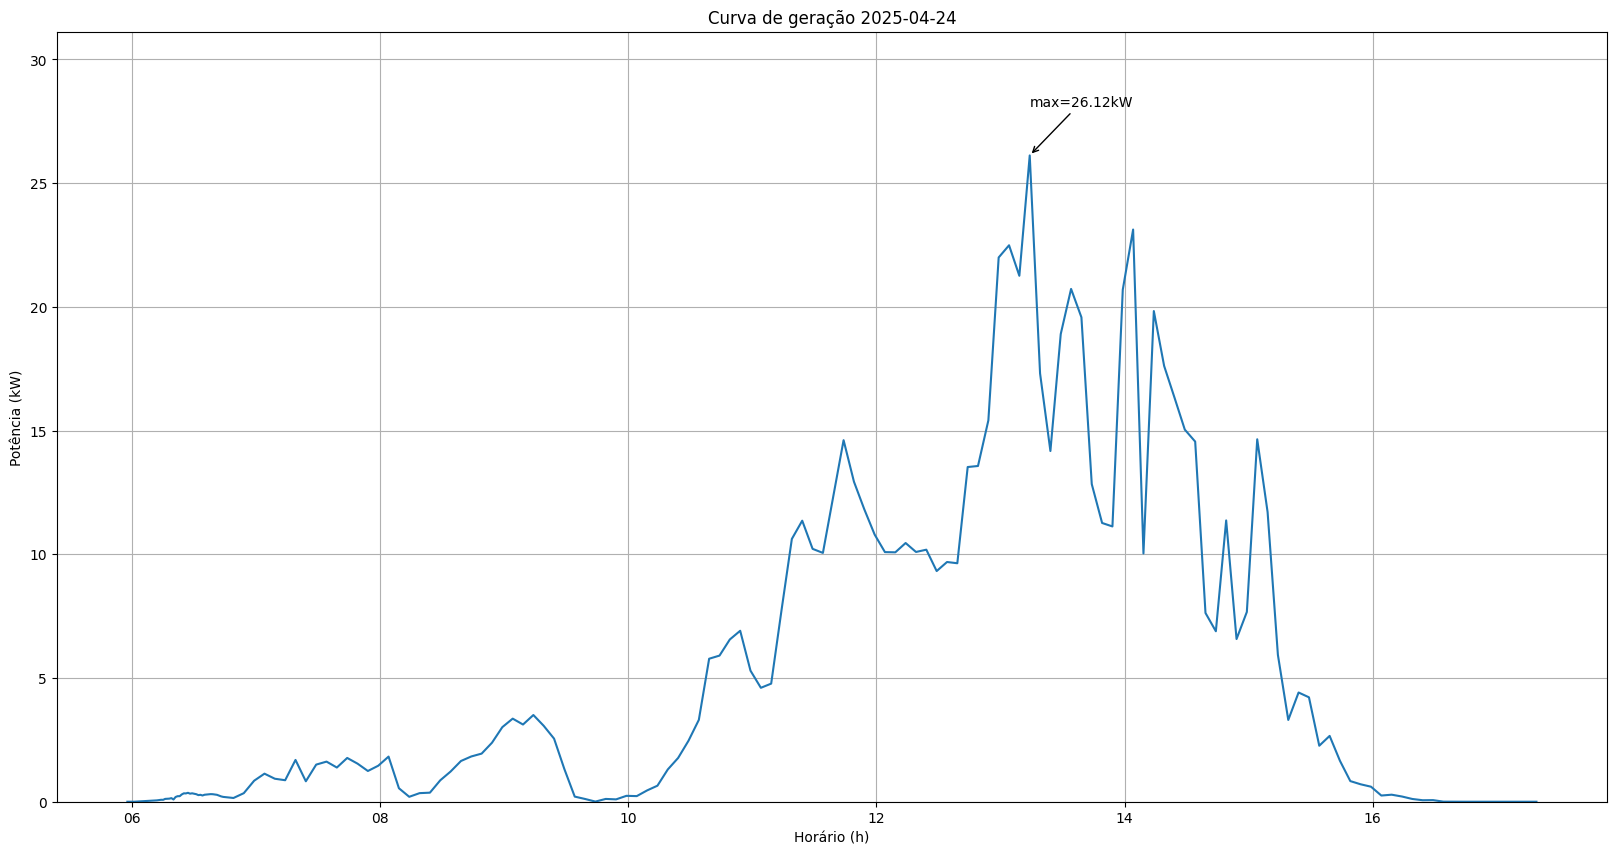 Curva de geração 2025-04-24
30
max=26.12kW
25
20
15
Potência (kW)
10
5
0
06 08 10 12 14 16
Horário (h)